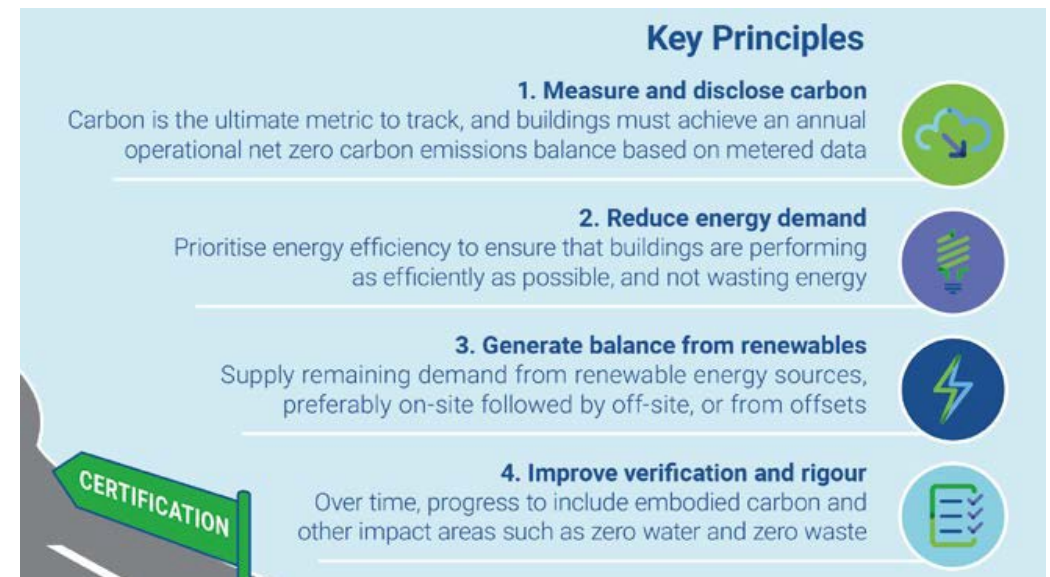 Key Principles
1. Measure and disclose carbon
Carbon is the ultimate metric to track, and buildings must achieve an annual
operational net zero carbon emissions balance based on metered data
2. Reduce energy demand
Prioritise energy efficiency to ensure that buildings are performing
as efficiently as possible, and not wasting energy
3. Generate balance from renewables
Supply remaining demand from renewable energy sources,
preferably on-site followed by off-site, or from offsets
4. Improve verification and rigour
Over time, progress to include embodied carbon and
other impact areas such as zero water and zero waste
CERTIFICATION